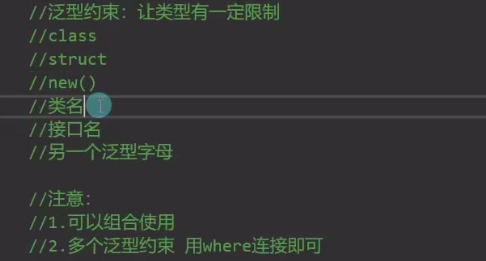 //泛型约束：让类型有一定限制
//class
//struct
//new()
//类名
//接口名
//另一个泛型字母
//注意：
//1.可以组合使用
//2.多个泛型约束 用where连接即可